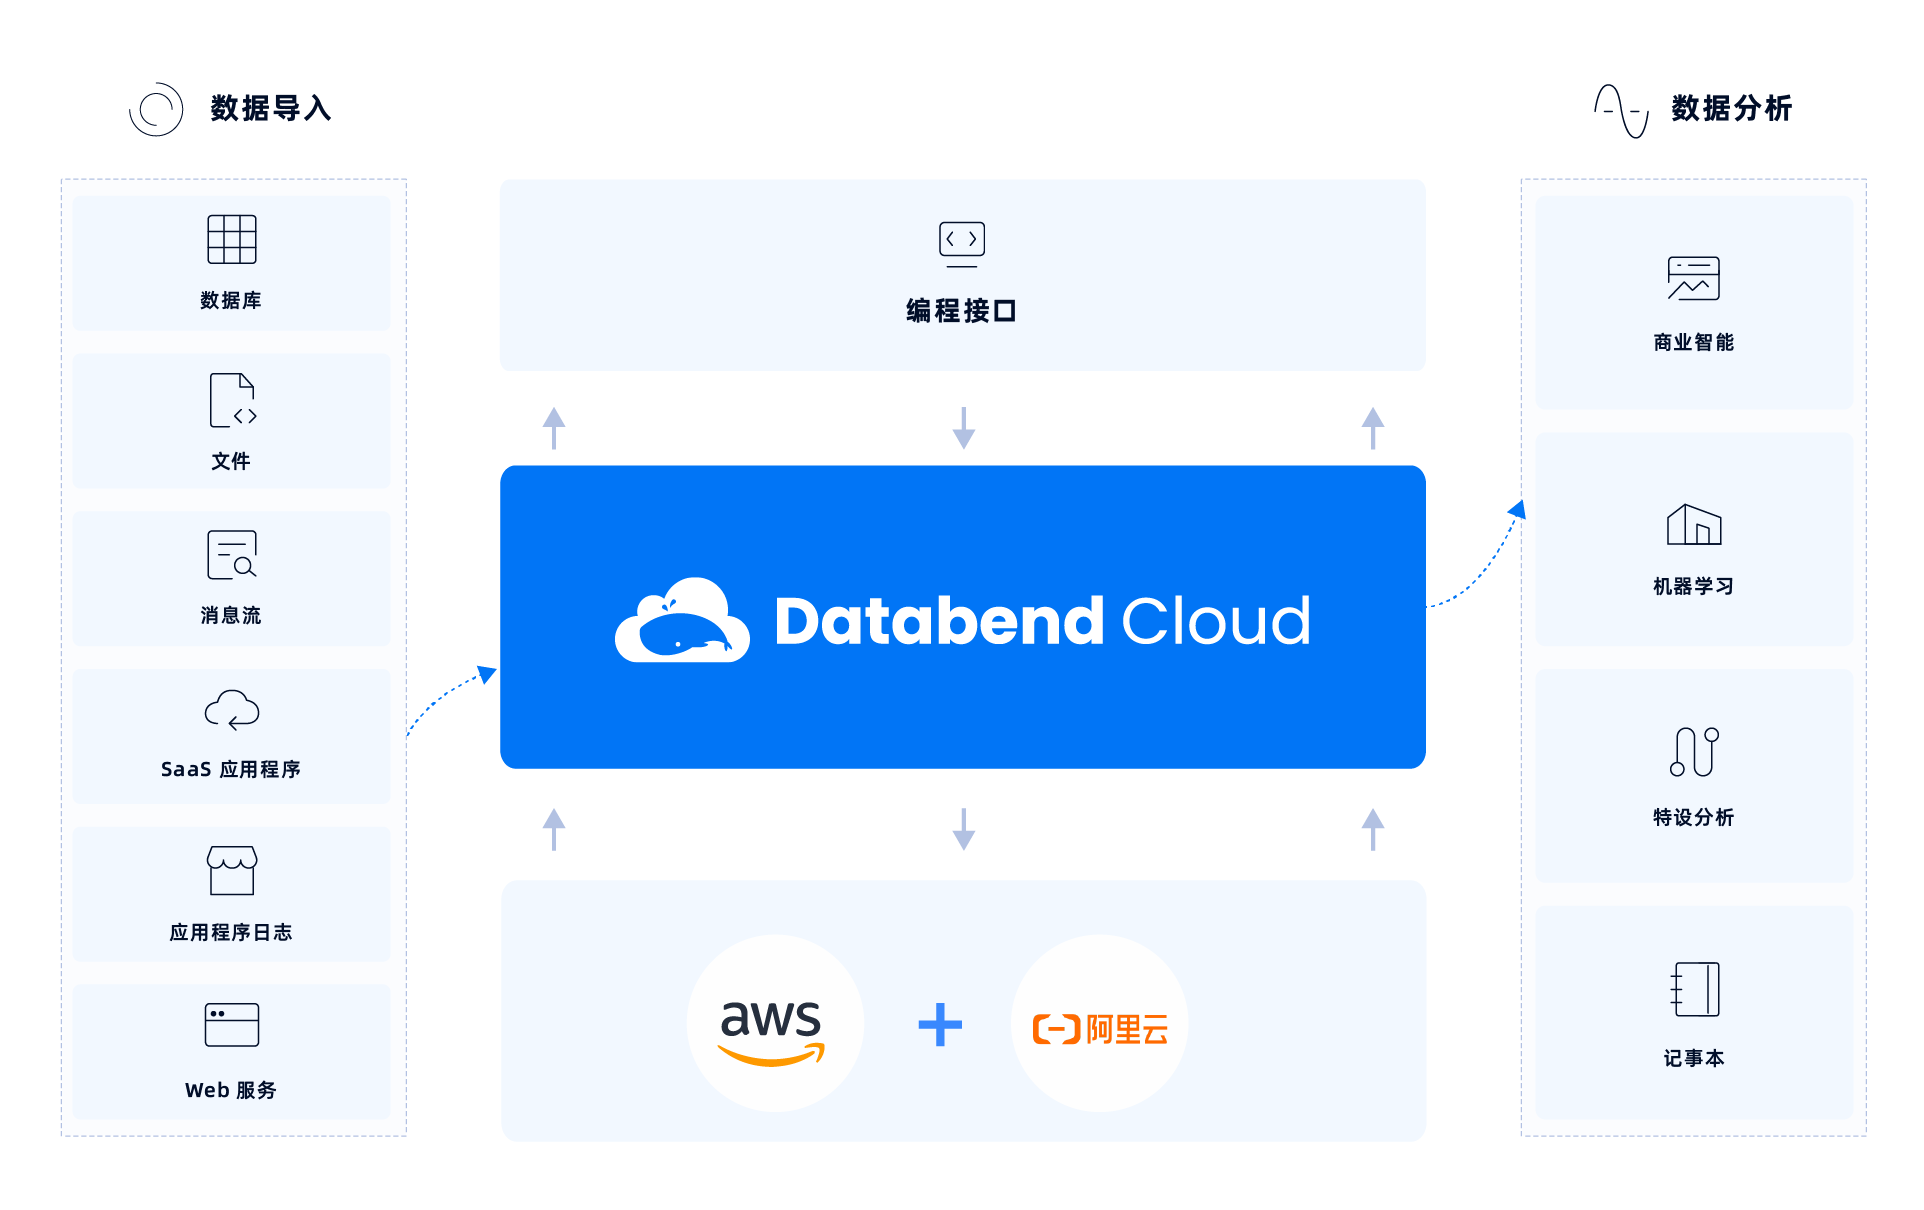 数据导入
数据库
文件
消息流
SaaS 应用程序
应用程序日志
Web 服务
编程接口
Databend Cloud
aws
阿里云
数据分析
商业智能
机器学习
特设分析
记事本